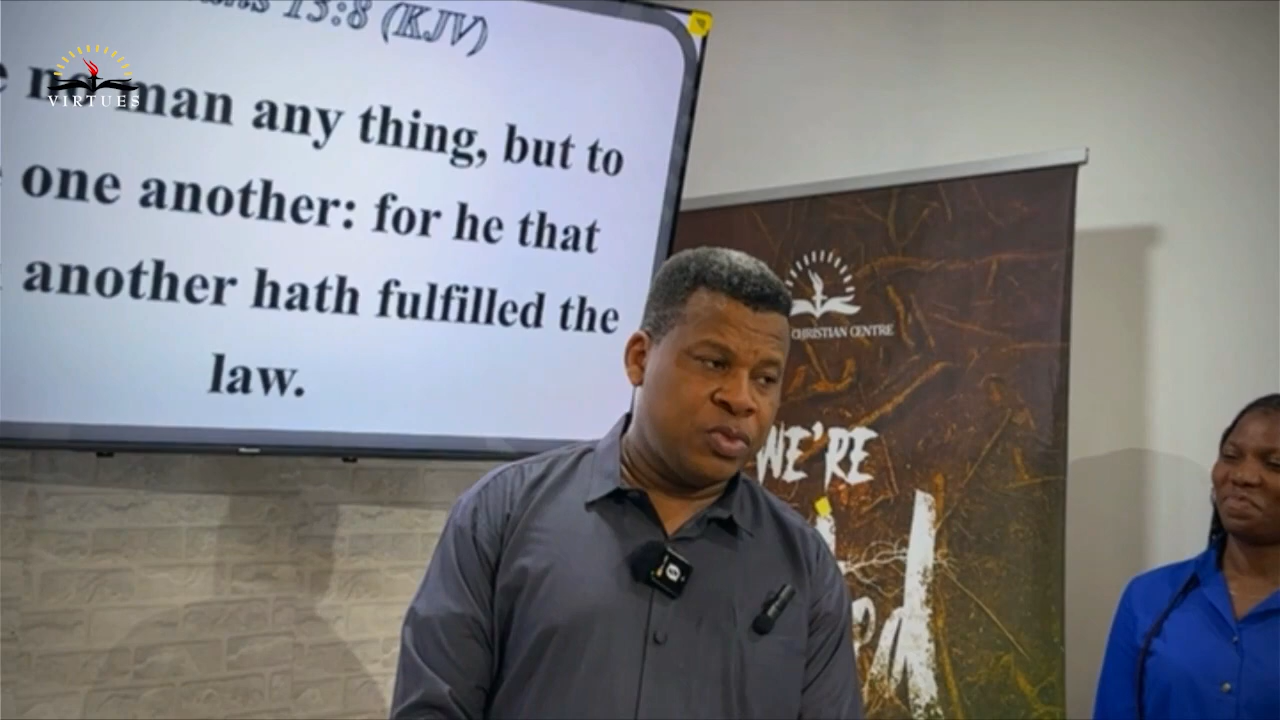 13:8 (KJV)
no man any thing, but to
one another: for he that
another hath fulfilled the
law.
VIRTUES
CHRISTIAN CENTRE
WE'RE